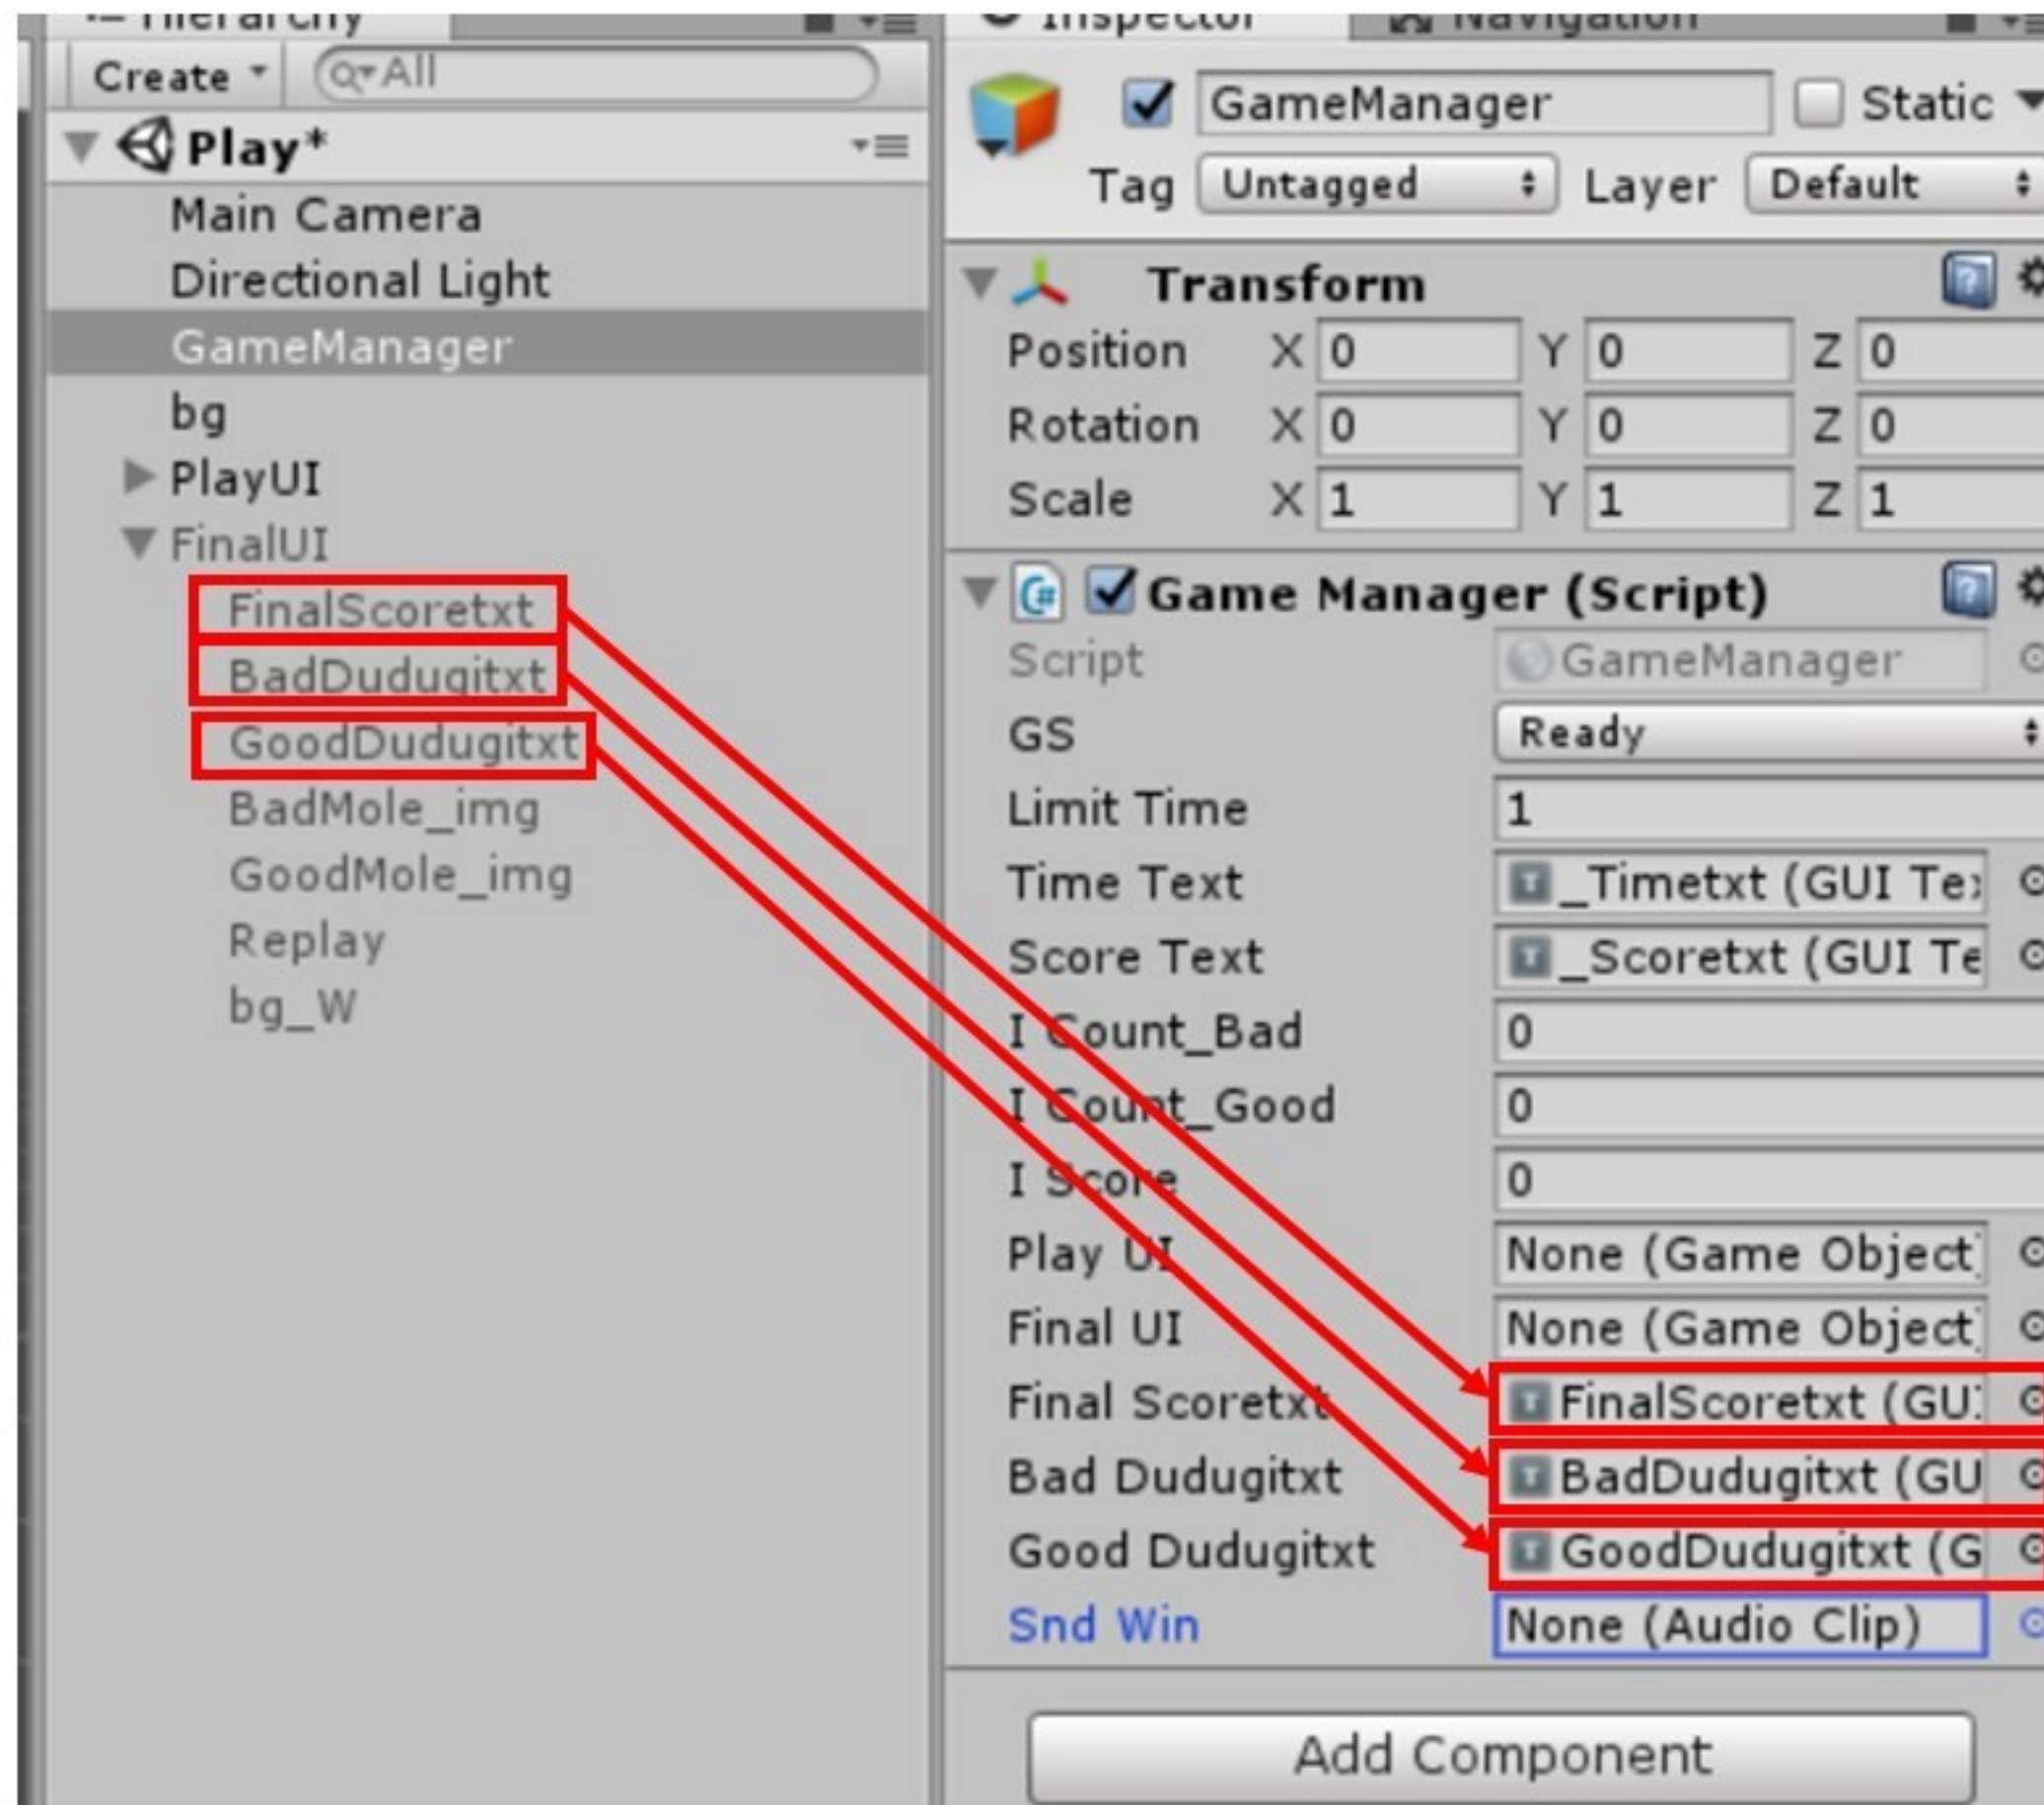 Hierarchy
Create
All
Play*
Main Camera
Directional Light
GameManager
bg
PlayUI
FinalUI
FinalScoretxt
BadDudugitxt
GoodDudugitxt
BadMole_img
GoodMole_img
Replay
bg_W
Inspector
Navigation
GameManager
Static
Tag Untagged Layer Default
Transform
Position X 0 Y 0 Z 0
Rotation X 0 Y 0 Z 0
Scale X 1 Y 1 Z 1
Game Manager (Script)
Script GameManager
GS Ready
Limit Time 1
Time Text _Timetxt (GUI Te
Score Text _Scoretxt (GUI Te
I Count_Bad 0
I Count_Good 0
I Score 0
Play UI None (Game Object
Final UI None (Game Object
Final Scoretxt FinalScoretxt (GU
Bad Dudugitxt BadDudugitxt (GU
Good Dudugitxt GoodDudugitxt (G
Snd Win None (Audio Clip)
Add Component